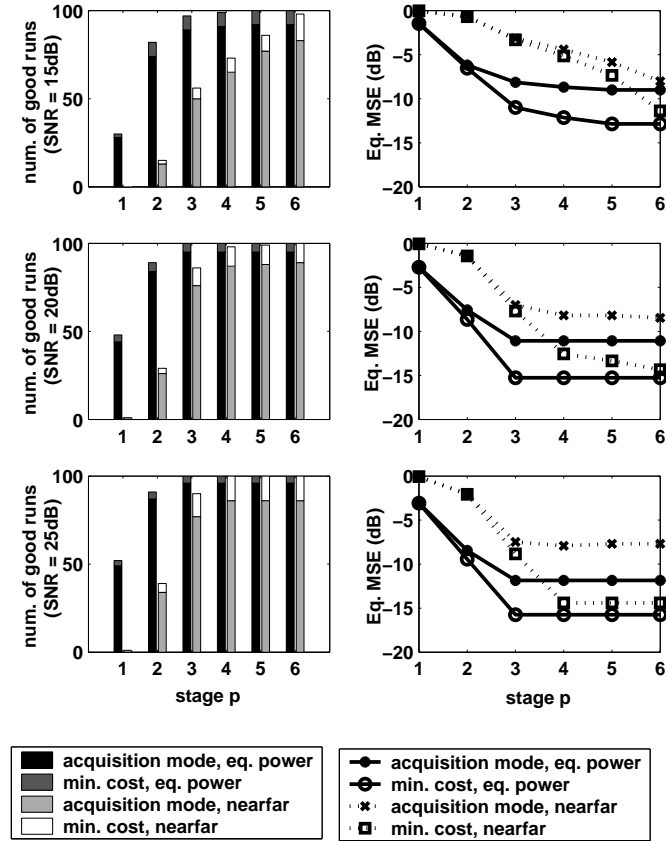 100
50
0
1 2 3 4 5 6
num. of good runs
(SNR = 15dB)
0
−5
−10
−15
−20
1 2 3 4 5 6
Eq. MSE (dB)
100
50
0
1 2 3 4 5 6
num. of good runs
(SNR = 20dB)
0
−5
−10
−15
−20
1 2 3 4 5 6
Eq. MSE (dB)
100
50
0
1 2 3 4 5 6
num. of good runs
(SNR = 25dB)
stage p
0
−5
−10
−15
−20
1 2 3 4 5 6
Eq. MSE (dB)
stage p
acquisition mode, eq. power
min. cost, eq. power
acquisition mode, nearfar
min. cost, nearfar
acquisition mode, eq. power
min. cost, eq. power
acquisition mode, nearfar
min. cost, nearfar